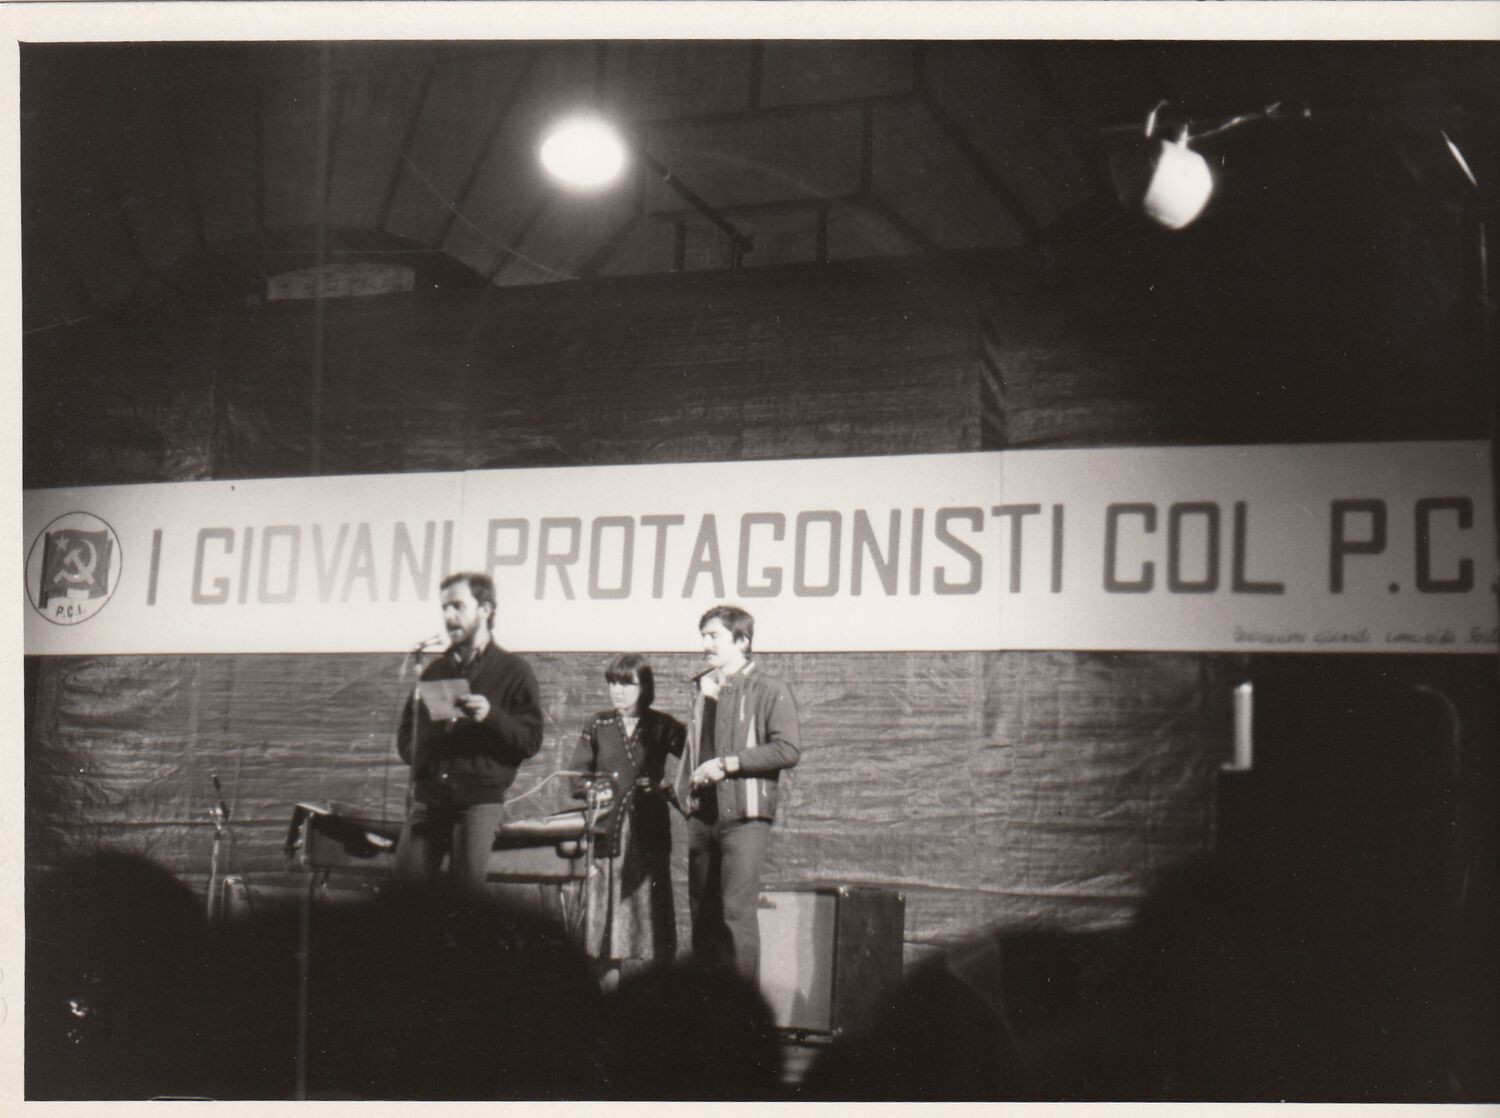 I GIOVANI PROTAGONISTI COL P.C.
P.C.I.